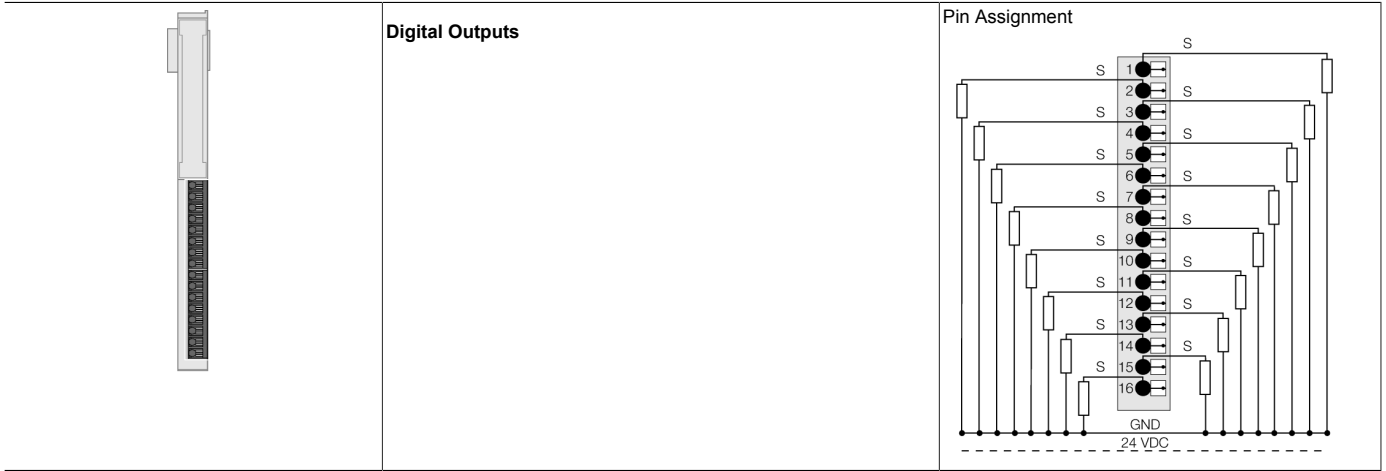 Digital Outputs
Pin Assignment
S
S 1
2 S
S 3
4 S
S 5
6 S
S 7
8 S
S 9
10 S
S 11
12 S
S 13
14 S
S 15
16
GND
24 VDC